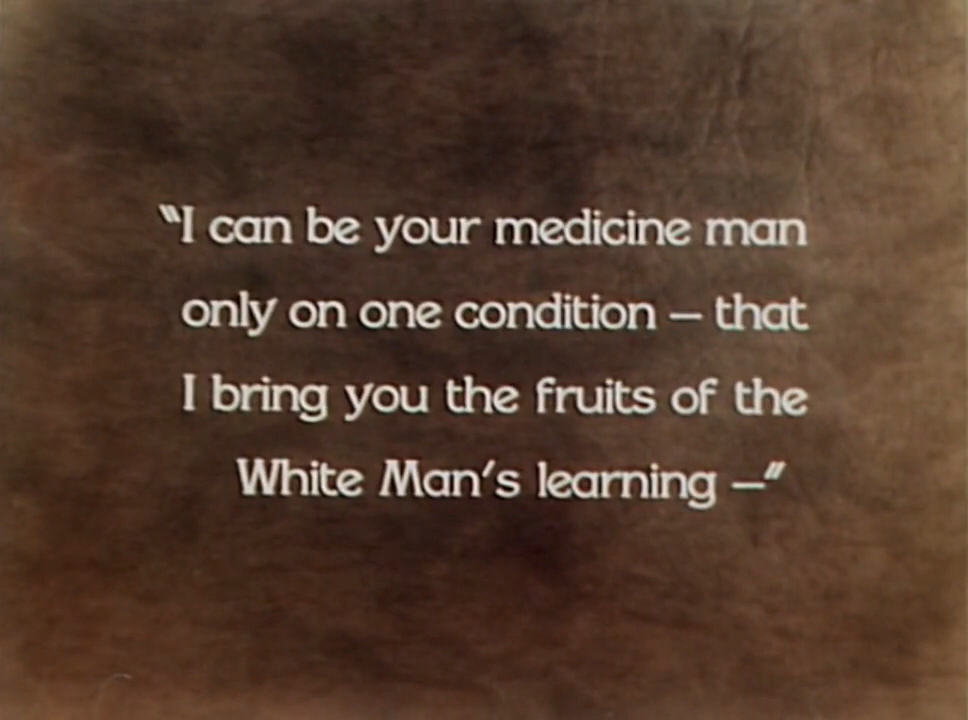 “I can be your medicine man
only on one condition — that
I bring you the fruits of the
White Man's learning —”